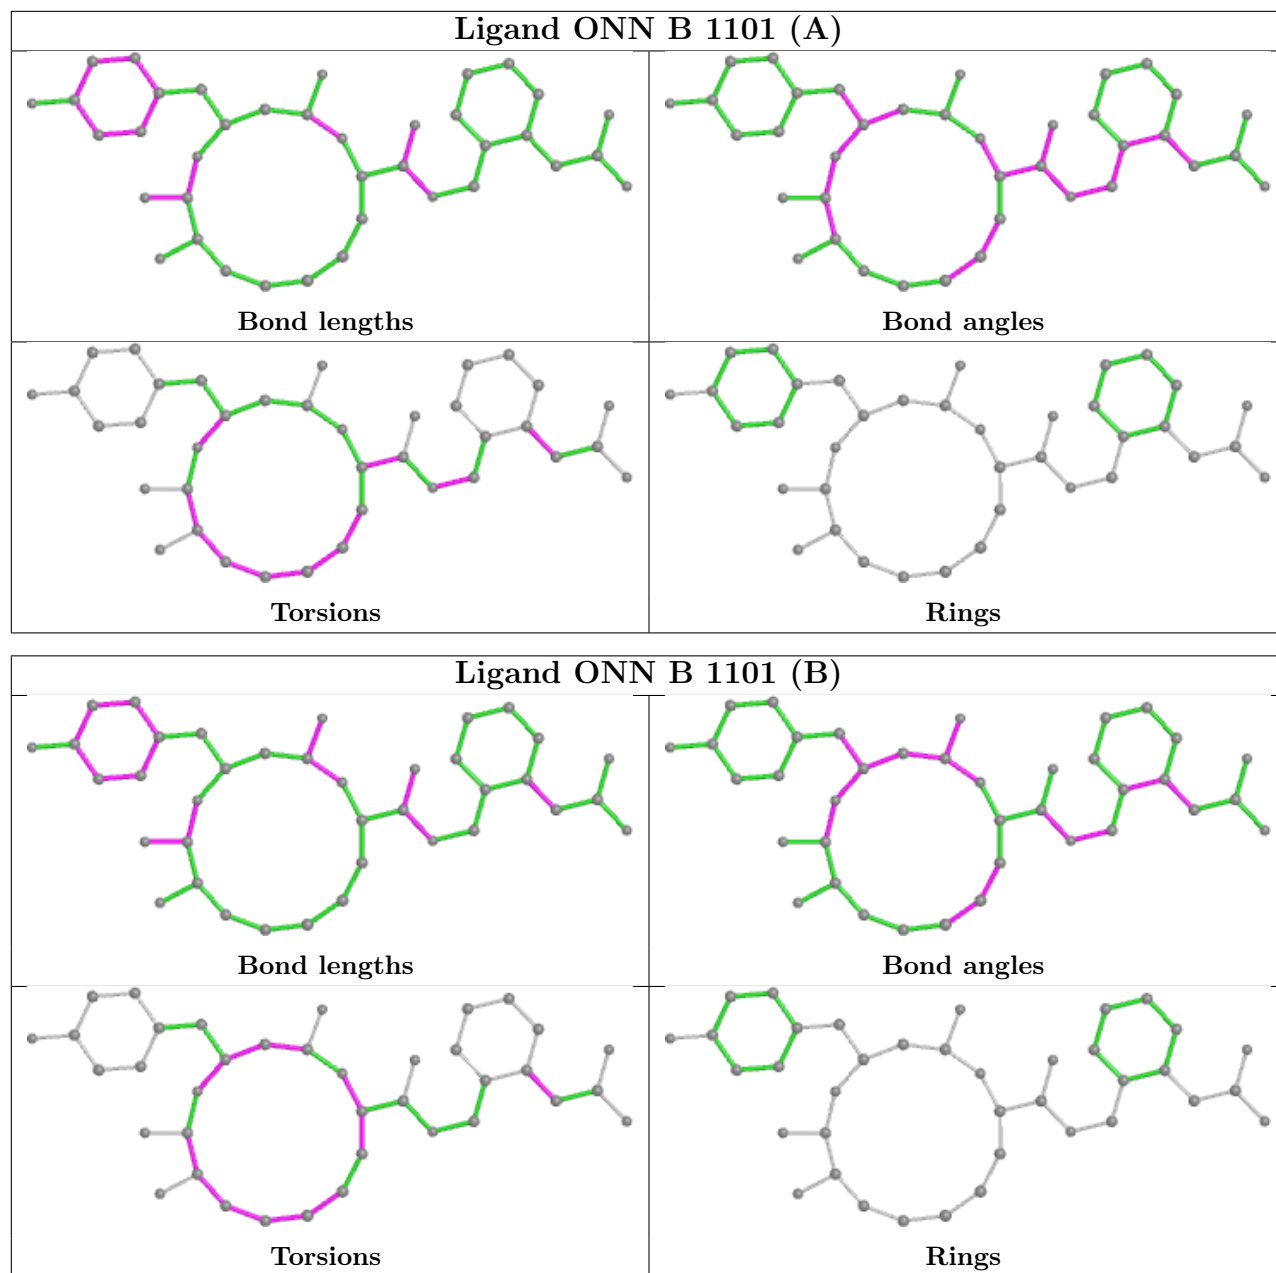 Ligand ONN B 1101 (A)
Bond lengths
Bond angles
Torsions
Rings
Ligand ONN B 1101 (B)
Bond lengths
Bond angles
Torsions
Rings